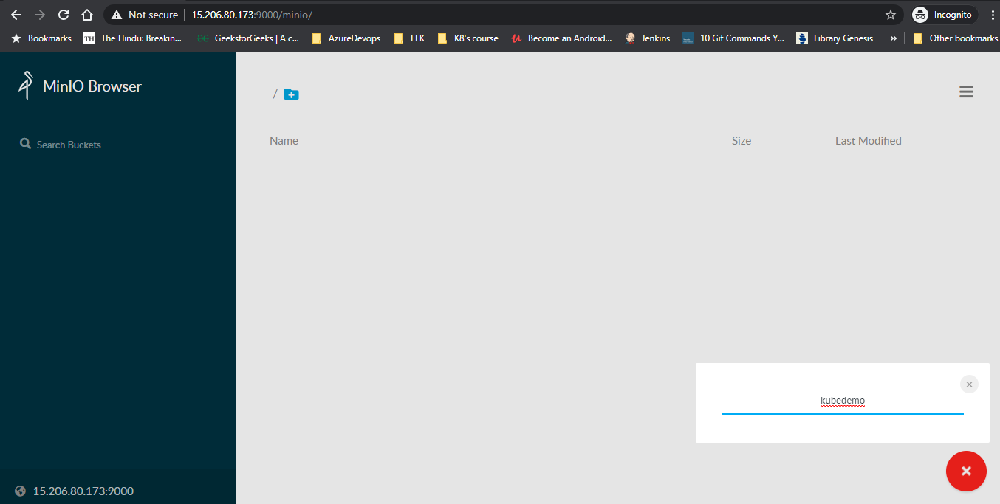 Not secure 15.206.80.173:9000/minio/ Incognito
Bookmarks TH The Hindu: Breakin... GeeksforGeeks | A c... AzureDevops ELK K8's course Become an Android... Jenkins 10 Git Commands Y... Library Genesis » Other bookmarks
MinIO Browser
/
Search Buckets...
Name Size Last Modified
kubedemo
15.206.80.173:9000